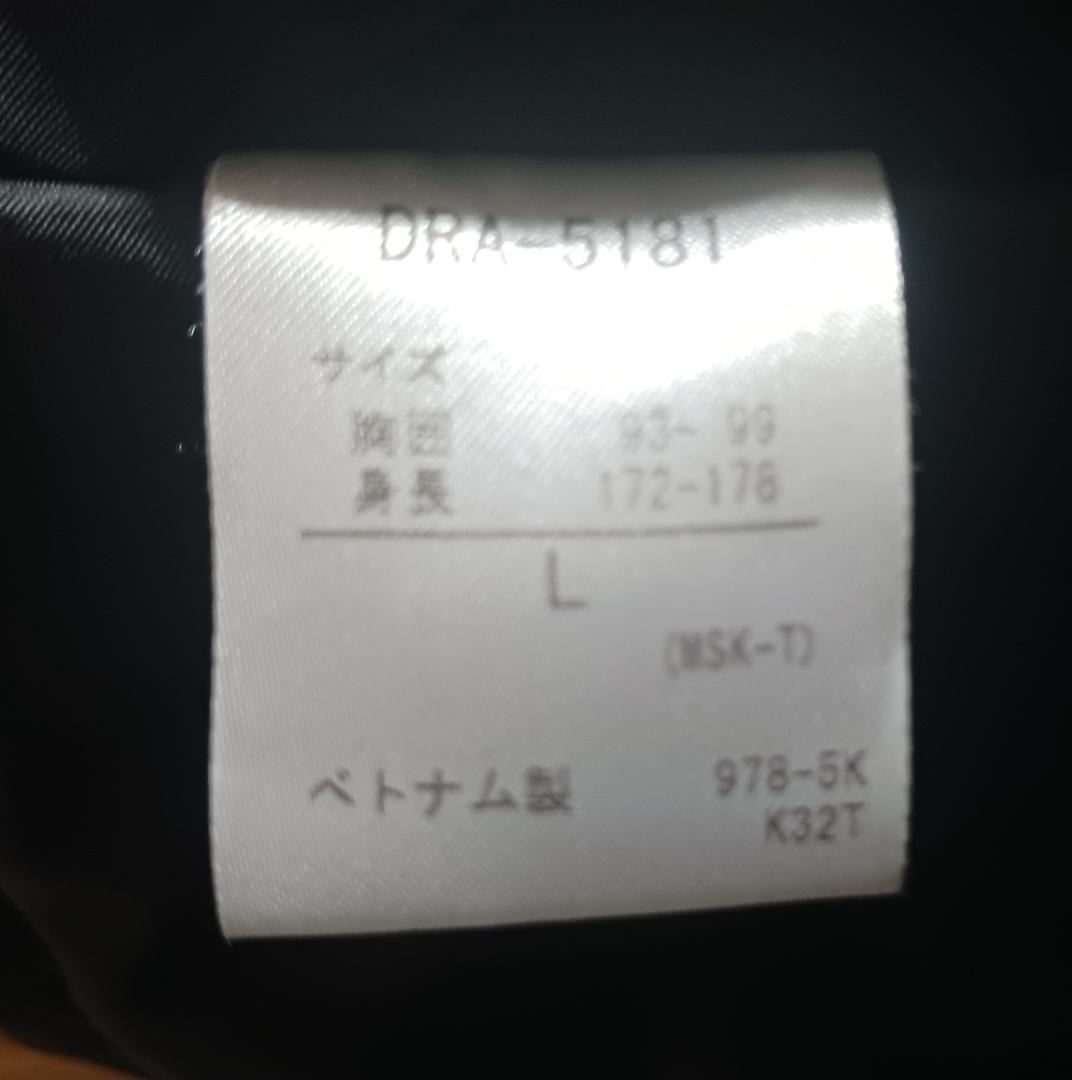 DRA-5181
サイズ
胸囲 93~ 99
身長 172-178
L
(MSK-T)
ベトナム製 978-5K
K32T